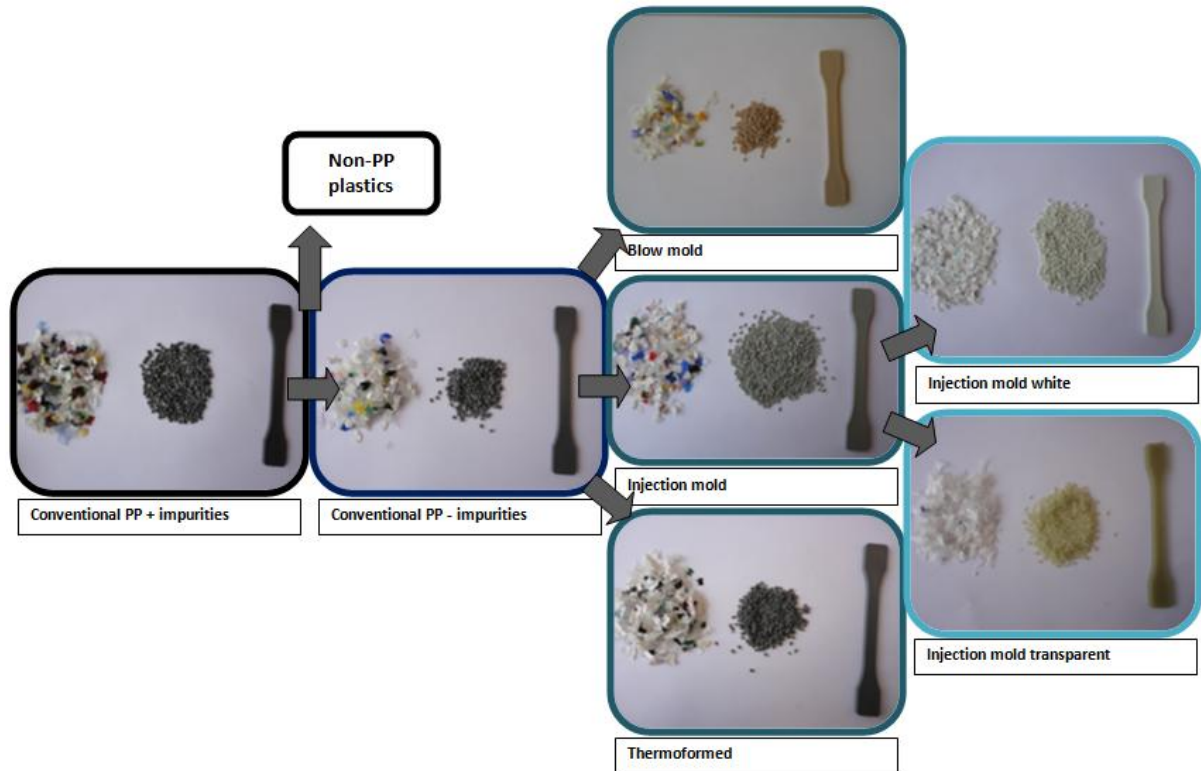 Non-PP
plastics
Blow mold
Injection mold white
Conventional PP + impurities
Conventional PP - impurities
Injection mold
Injection mold transparent
Thermoformed